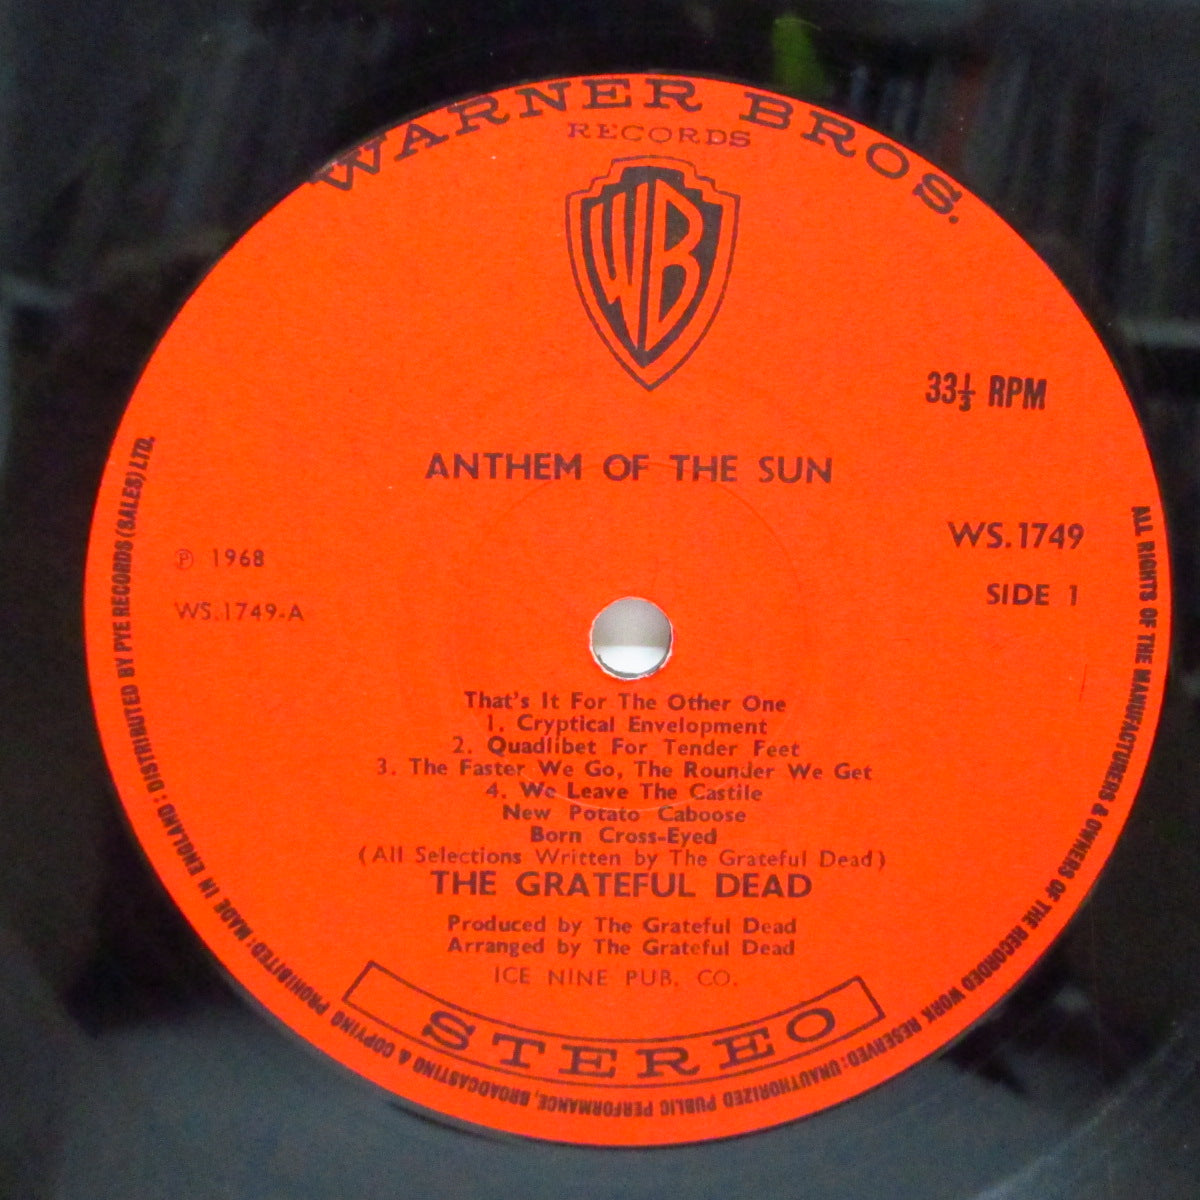 WARNER BROS.
RECORDS
WB
33⅓ RPM
ANTHEM OF THE SUN
WS.1749
SIDE 1
℗ 1968
WS.1749-A
That's It For The Other One
1. Cryptical Envelopment
2. Quadlibet For Tender Feet
3. The Faster We Go, The Rounder We Get
4. We Leave The Castile
New Potato Caboose
Born Cross-Eyed
(All Selections Written by The Grateful Dead)
THE GRATEFUL DEAD
Produced by The Grateful Dead
Arranged by The Grateful Dead
ICE NINE PUB. CO.
STEREO
ALL RIGHTS OF THE MANUFACTURERS & OWNERS OF THE RECORDED WORK RESERVED: UNAUTHORIZED PUBLIC PERFORMANCE, BROADCASTING & COPYING PROHIBITED: MADE IN ENGLAND: DISTRIBUTED BY PYE RECORDS (SALES) LTD.